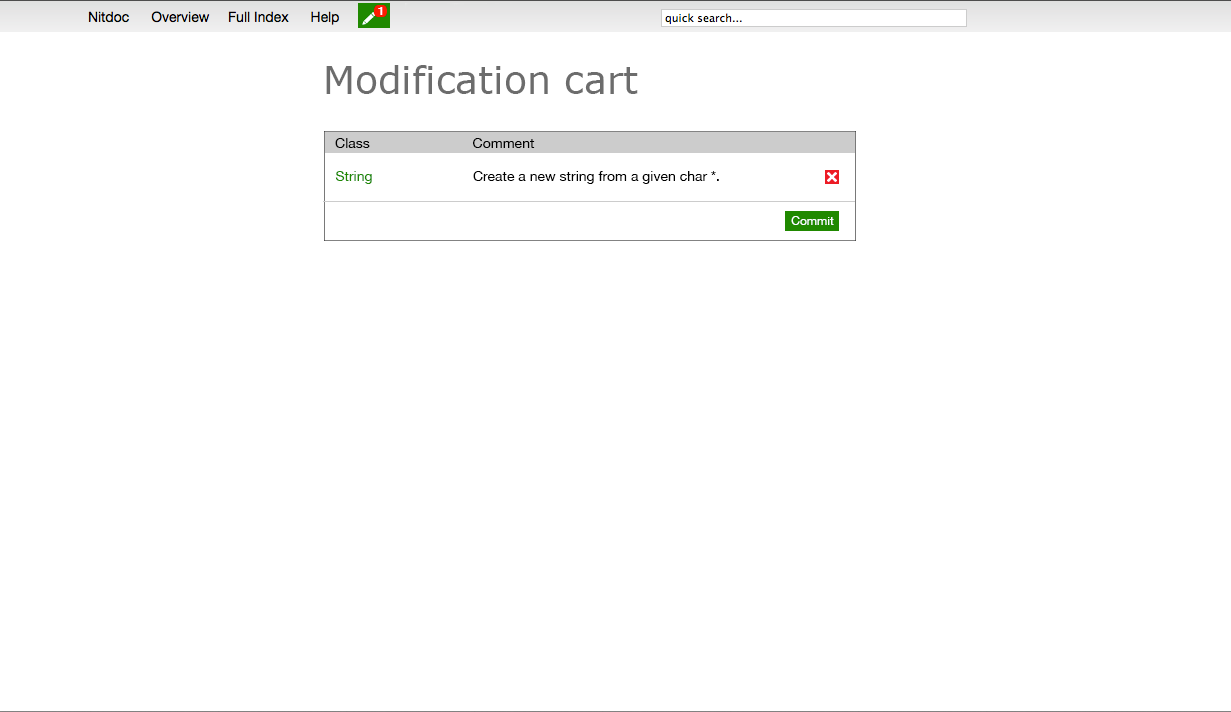 Nitdoc Overview Full Index Help 1 quick search...
Modification cart
Class Comment
String Create a new string from a given char *.
Commit